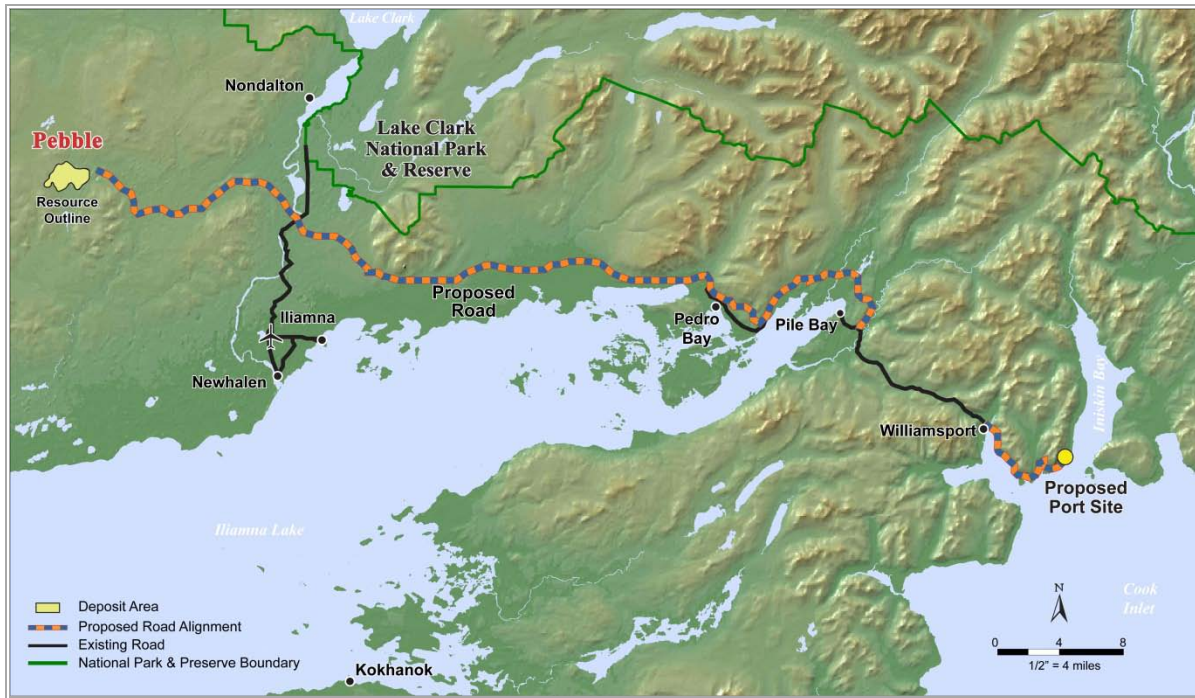 Lake Clark
Nondalton
Pebble
Resource
Outline
Lake Clark
National Park
& Reserve
Proposed
Road
Iliamna
Newhalen
Pedro
Bay
Pile Bay
Iniskin Bay
Williamsport
Proposed
Port Site
Iliamna Lake
Cook
Inlet
Kokhanok
Deposit Area
Proposed Road Alignment
Existing Road
National Park & Preserve Boundary
N
0 4 8
1/2" = 4 miles